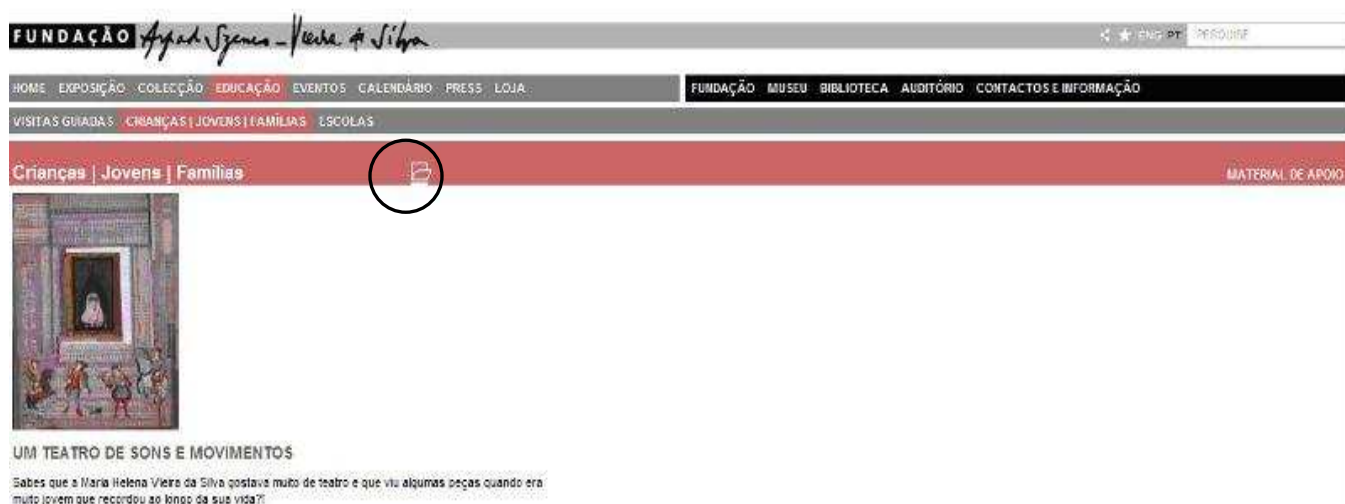 FUNDAÇÃO Arpad Szenes - Vieira da Silva
ENG PT PESQUISE
HOME EXPOSIÇÃO COLECÇÃO EDUCAÇÃO EVENTOS CALENDÁRIO PRESS LOJA
FUNDAÇÃO MUSEU BIBLIOTECA AUDITÓRIO CONTACTOS E INFORMAÇÃO
VISITAS GUIADAS CRIANÇAS | JOVENS | FAMÍLIAS ESCOLAS
Crianças | Jovens | Famílias
MATERIAL DE APOIO
UM TEATRO DE SONS E MOVIMENTOS
Sabes que a Maria Helena Vieira da Silva gostava muito de teatro e que viu algumas peças quando era
muito jovem que recordou ao longo da sua vida?!